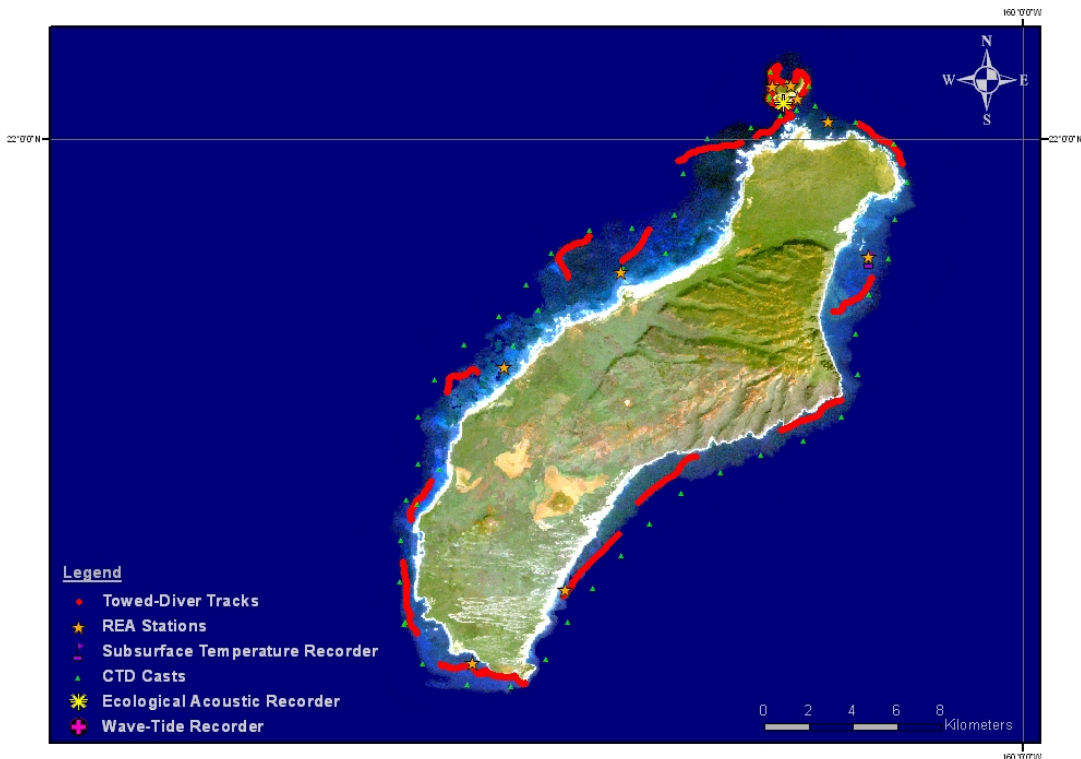 160°0'0"W
N
W E
S
22°0'0"N 22°0'0"N
Legend
Towed-Diver Tracks
REA Stations
Subsurface Temperature Recorder
CTD Casts
Ecological Acoustic Recorder
Wave-Tide Recorder
0 2 4 6 8
Kilometers
160°0'0"W